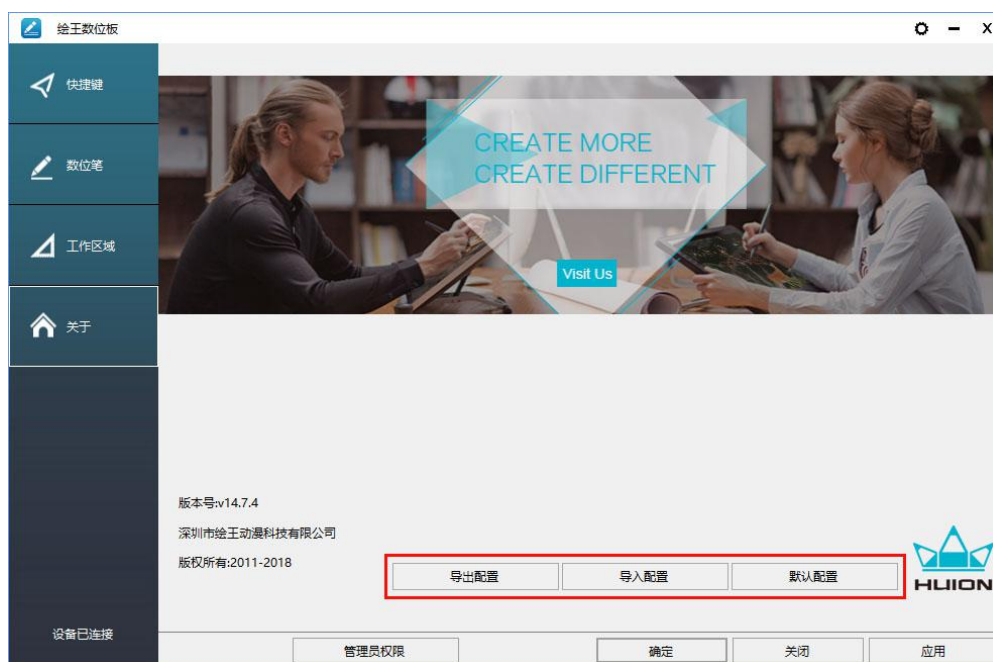 绘王数位板
X
快捷键
数位笔
工作区域
关于
CREATE MORE
CREATE DIFFERENT
Visit Us
版本号:v14.7.4
深圳市绘王动漫科技有限公司
版权所有:2011-2018
导出配置 导入配置 默认配置
HUION
设备已连接
管理员权限 确定 关闭 应用